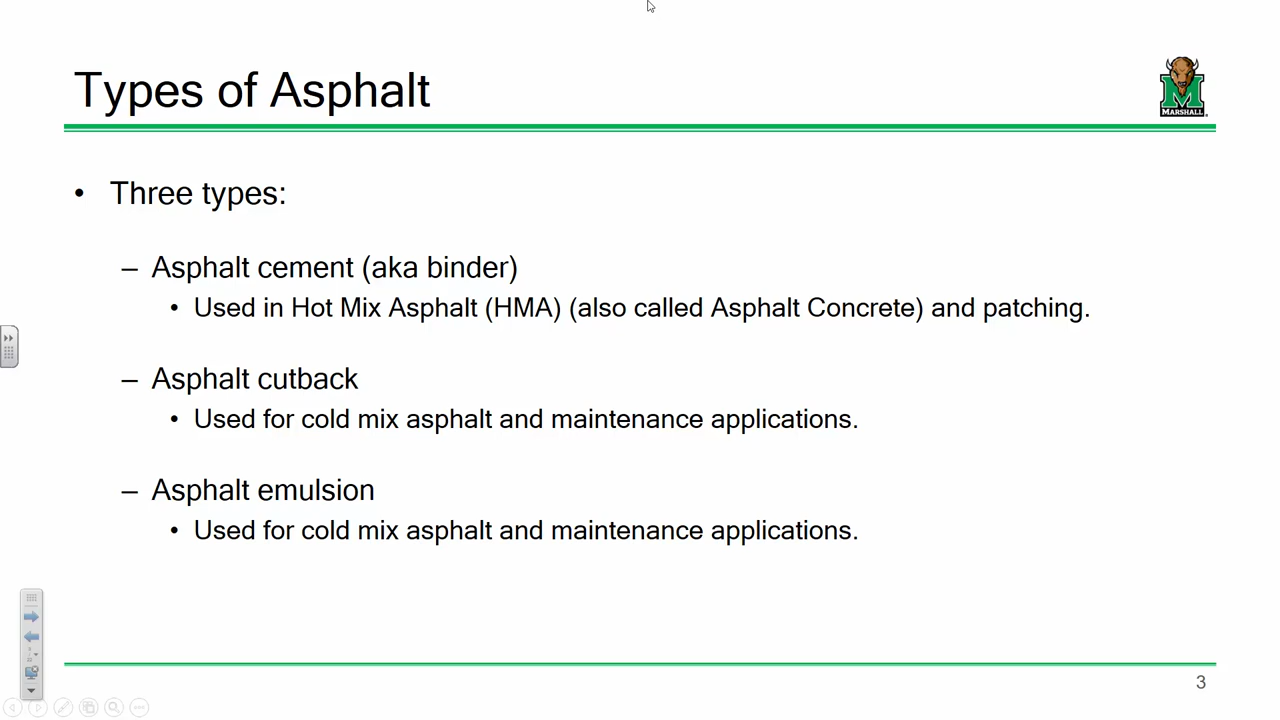 Types of Asphalt
MARSHALL
• Three types:
– Asphalt cement (aka binder)
• Used in Hot Mix Asphalt (HMA) (also called Asphalt Concrete) and patching.
– Asphalt cutback
• Used for cold mix asphalt and maintenance applications.
– Asphalt emulsion
• Used for cold mix asphalt and maintenance applications.
3